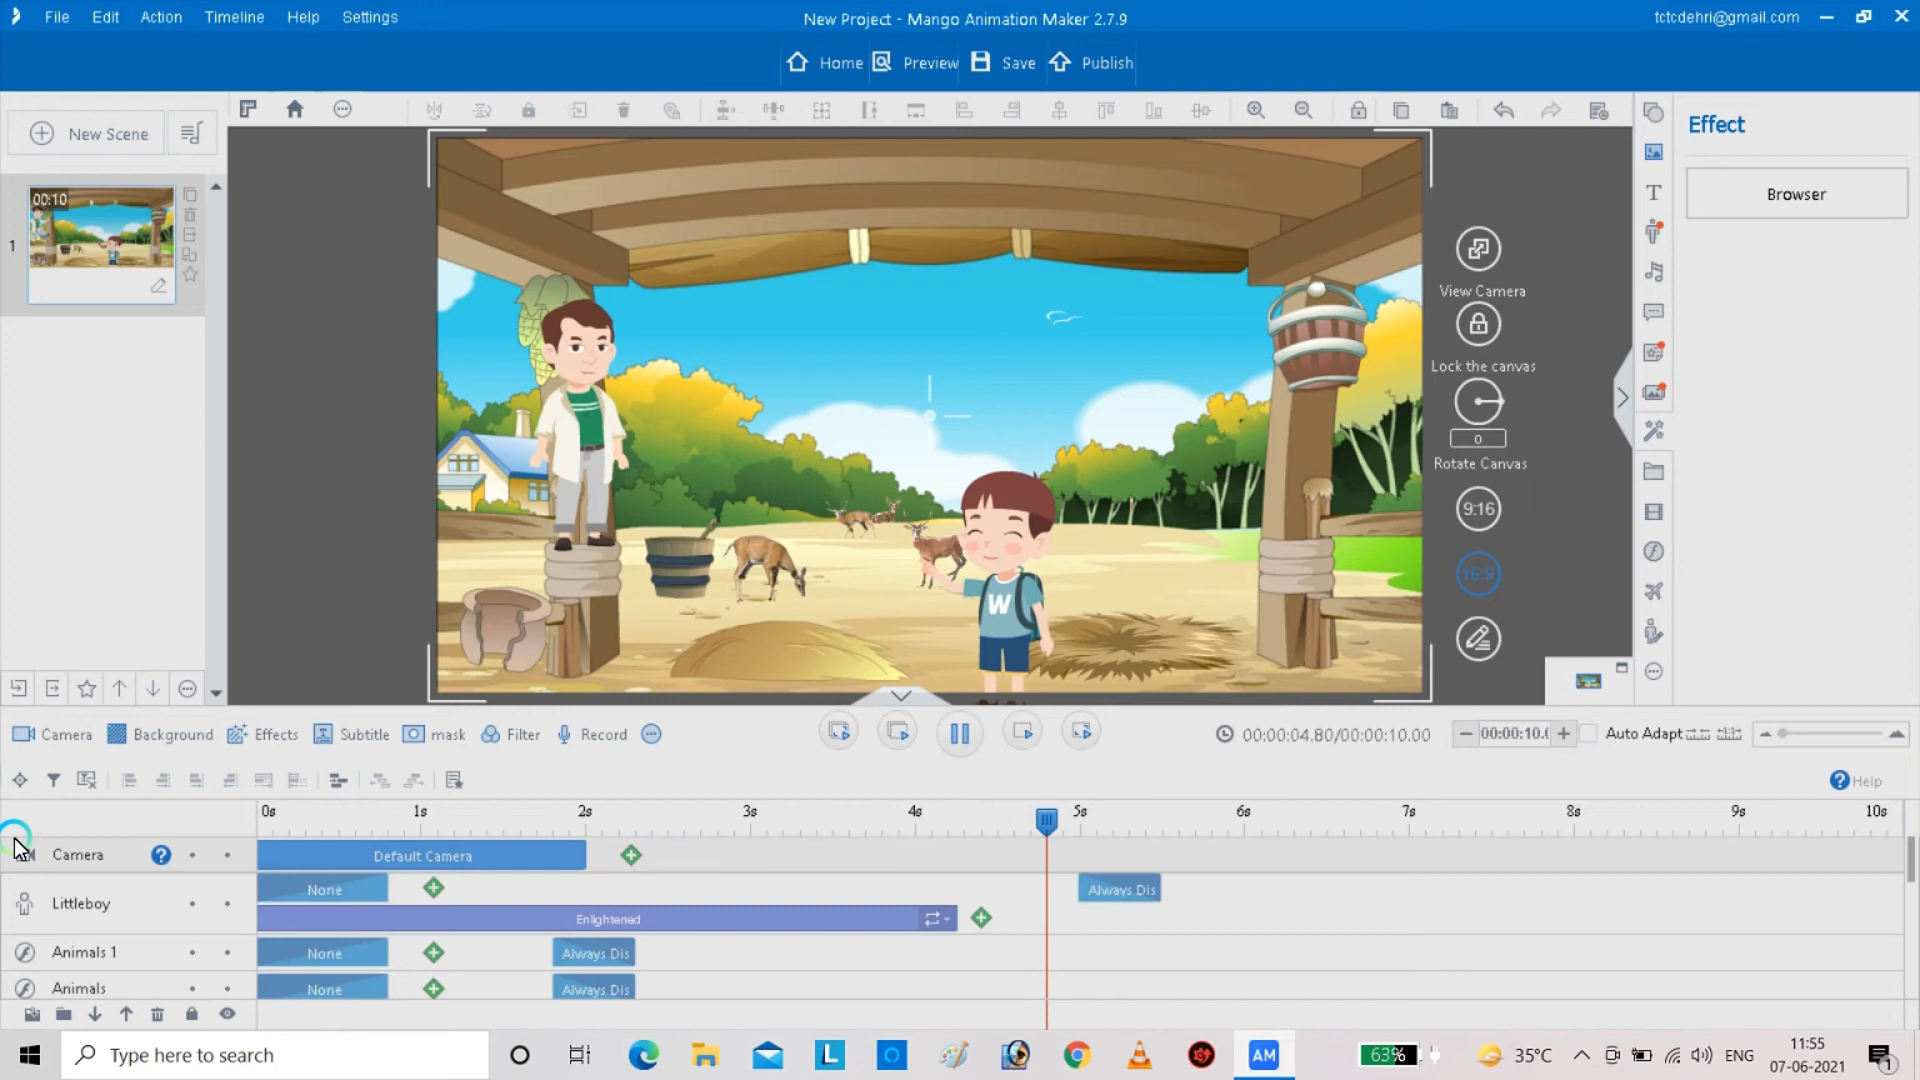 File Edit Action Timeline Help Settings
New Project - Mango Animation Maker 2.7.9
tctcdehri@gmail.com
Home Preview Save Publish
New Scene
Effect
Browser
1
00:10
W
View Camera
Lock the canvas
0
Rotate Canvas
9:16
16:9
T
Camera Background Effects Subtitle mask Filter Record
00:00:04.80/00:00:10.00
00:00:10.
Auto Adapt
Help
0s 1s 2s 3s 4s 5s 6s 7s 8s 9s 10s
Camera ? Default Camera
None Always Dis
Littleboy
Enlightened
Animals 1 None Always Dis
Animals None Always Dis
Type here to search
L
AM
63%
35°C
ENG
11:55
07-06-2021
1